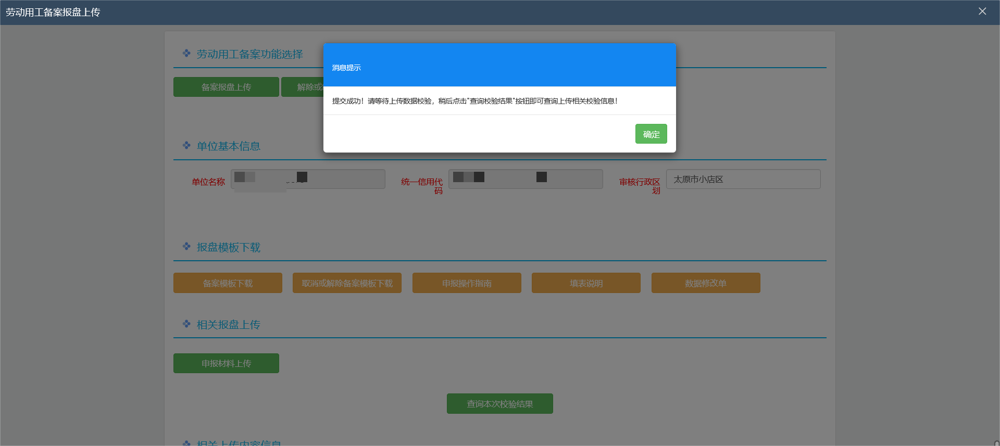 劳动用工备案报盘上传
劳动用工备案功能选择
备案报盘上传
解除或
消息提示
提交成功！请等待上传数据校验，稍后点击"查询校验结果"按钮即可查询上传相关校验信息！
确定
单位基本信息
单位名称
统一信用代
码
审核行政区
划
太原市小店区
报盘模板下载
备案模板下载
取消或解除备案模板下载
申报操作指南
填表说明
数据修改单
相关报盘上传
申报材料上传
查询本次校验结果
相关上传内容信息